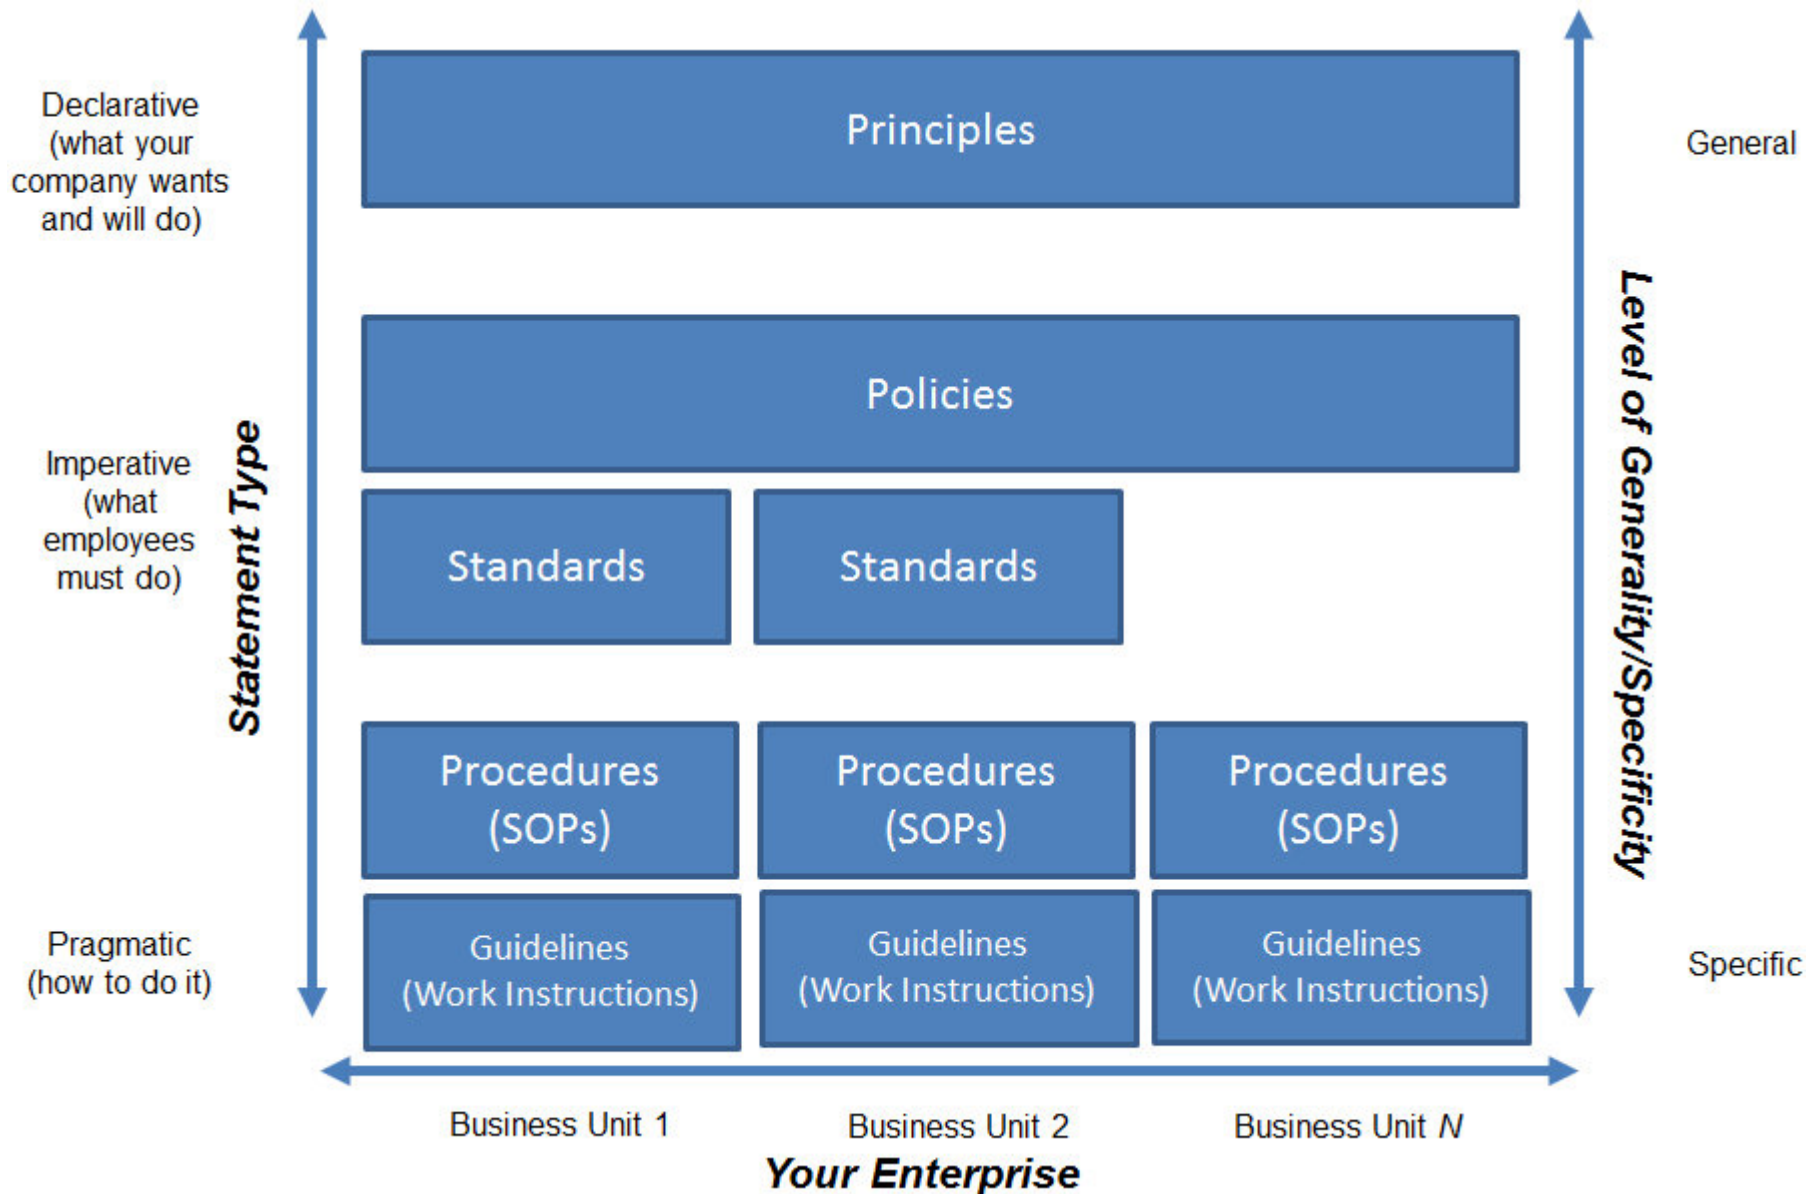 Declarative
(what your
company wants
and will do)
Principles
General
Policies
Imperative
(what
employees
must do)
Statement Type
Level of Generality/Specificity
Standards
Standards
Procedures
(SOPs)
Procedures
(SOPs)
Procedures
(SOPs)
Pragmatic
(how to do it)
Guidelines
(Work Instructions)
Guidelines
(Work Instructions)
Guidelines
(Work Instructions)
Specific
Business Unit 1
Business Unit 2
Business Unit N
Your Enterprise